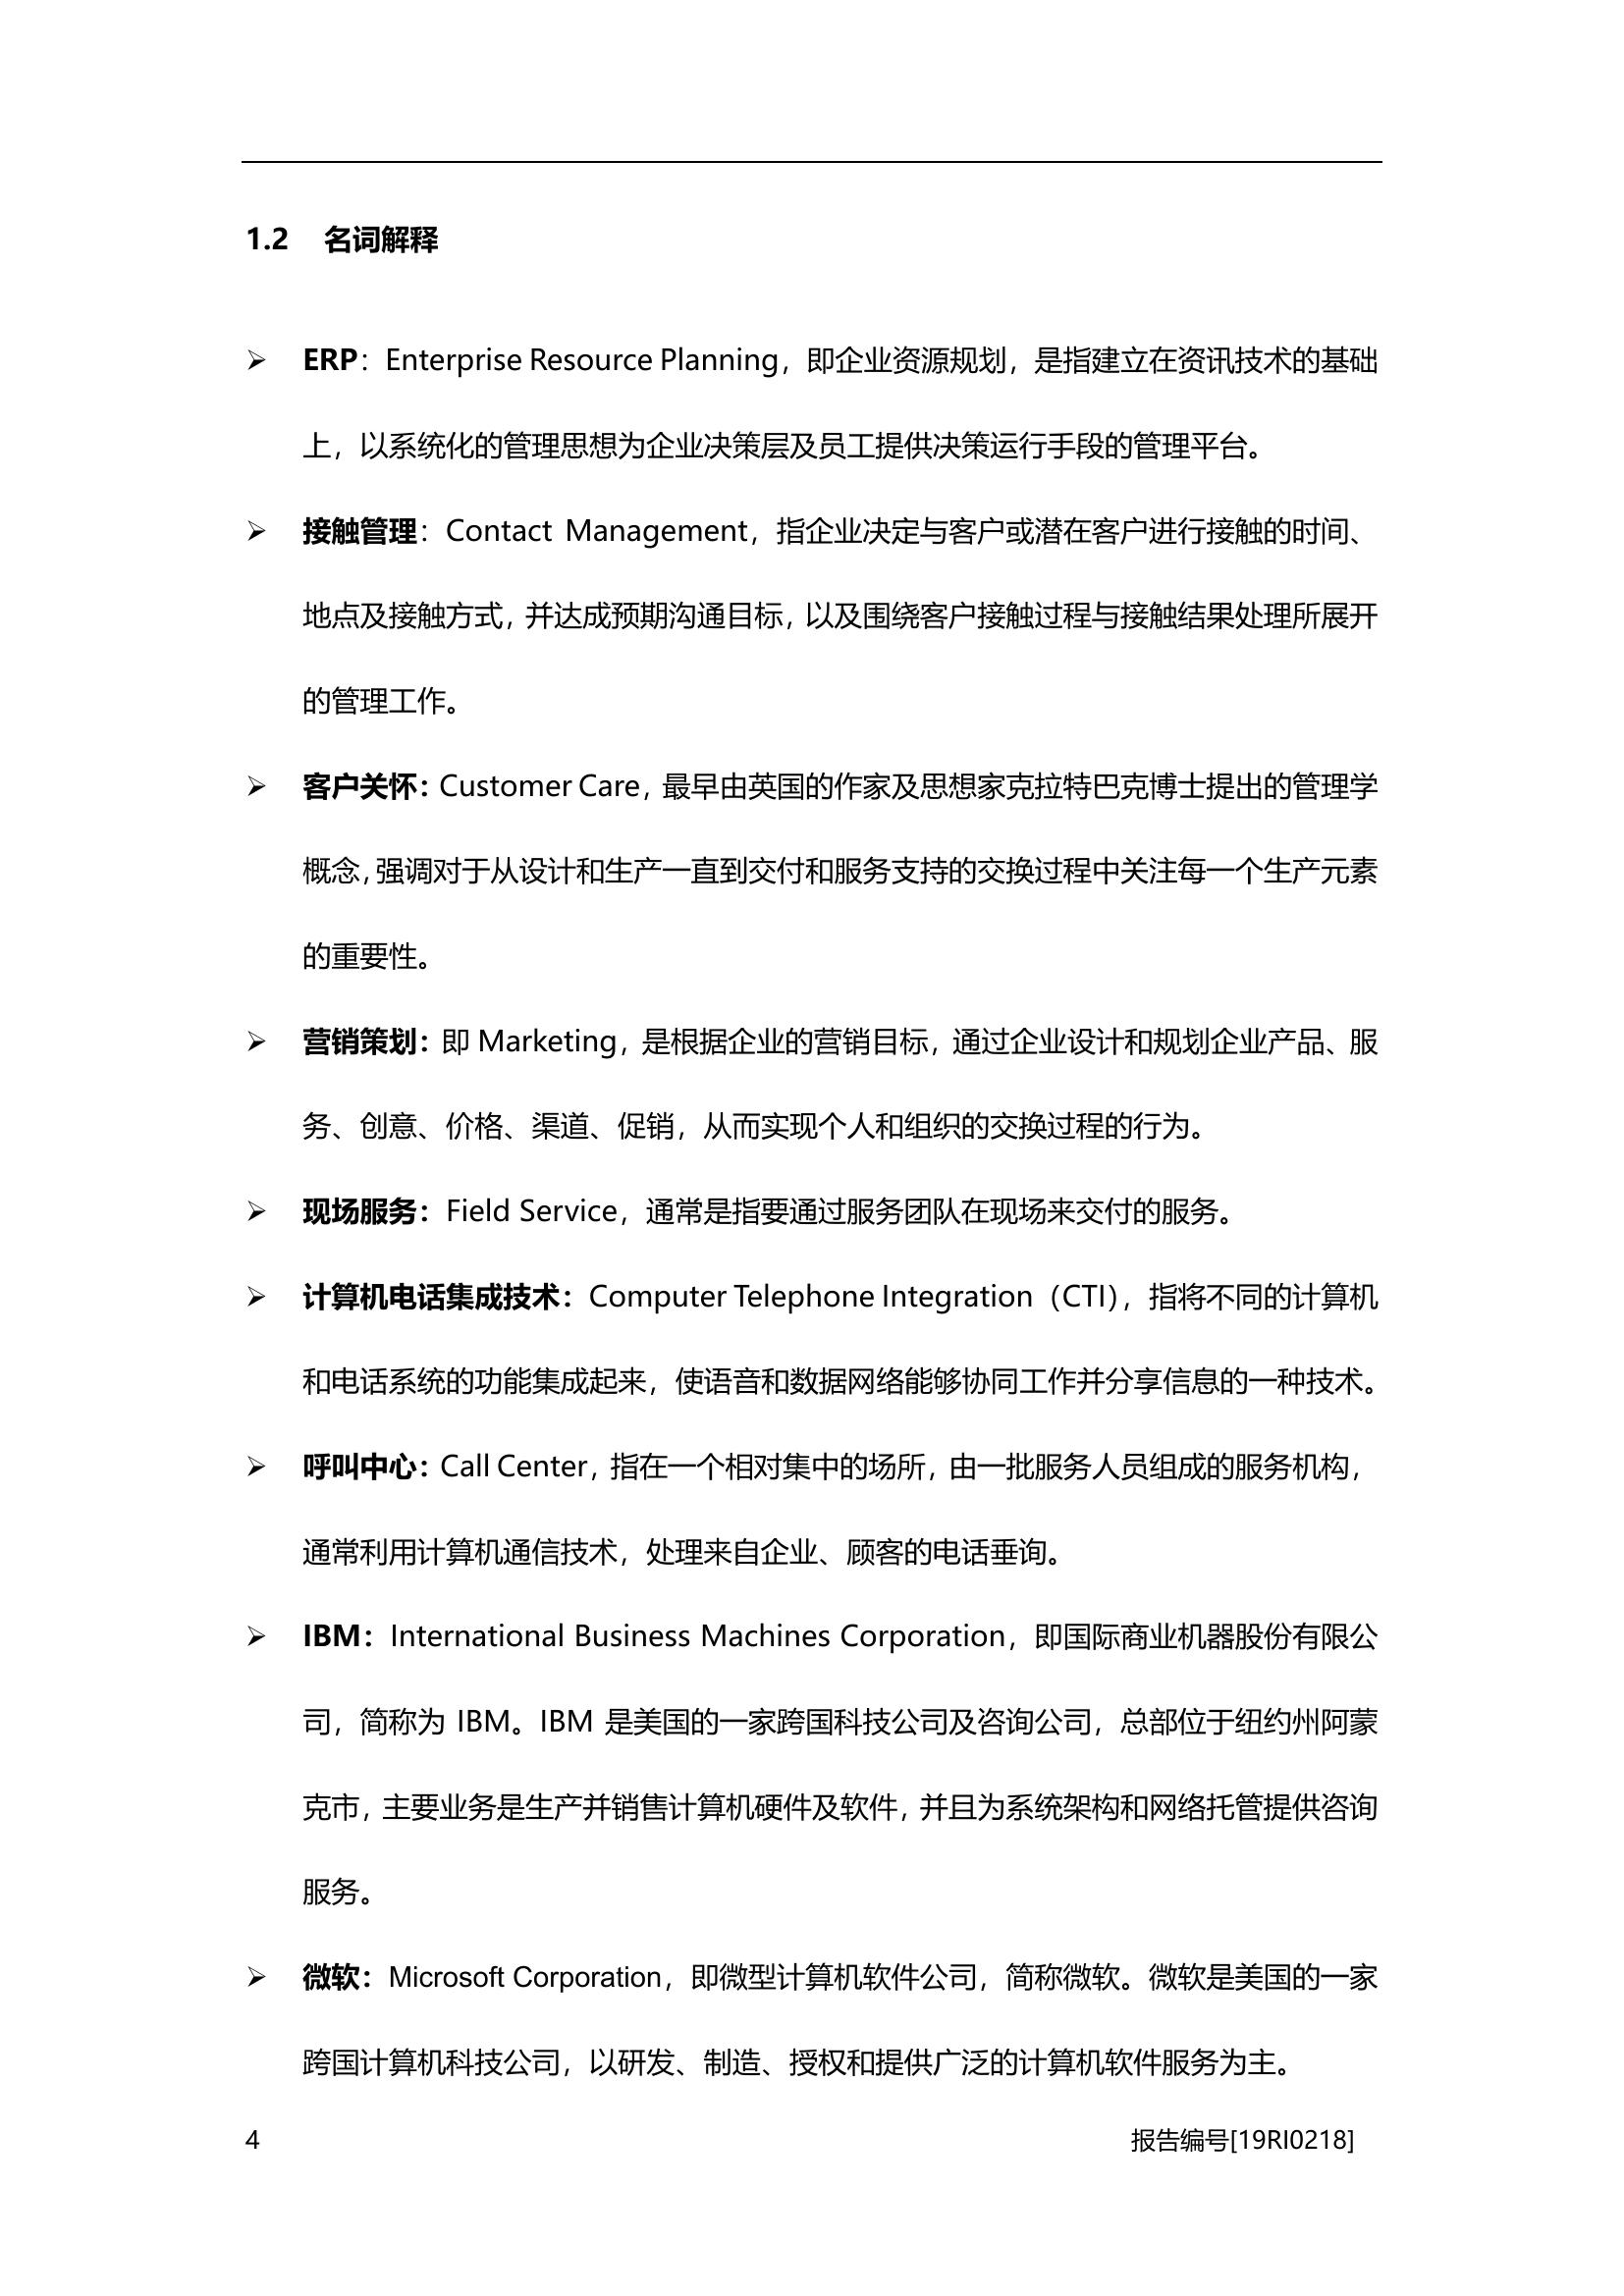 1.2 名词解释
➢ ERP：Enterprise Resource Planning，即企业资源规划，是指建立在资讯技术的基础
上，以系统化的管理思想为企业决策层及员工提供决策运行手段的管理平台。
➢ 接触管理：Contact Management，指企业决定与客户或潜在客户进行接触的时间、
地点及接触方式，并达成预期沟通目标，以及围绕客户接触过程与接触结果处理所展开
的管理工作。
➢ 客户关怀：Customer Care，最早由英国的作家及思想家克拉特巴克博士提出的管理学
概念，强调对于从设计和生产一直到交付和服务支持的交换过程中关注每一个生产元素
的重要性。
➢ 营销策划：即 Marketing，是根据企业的营销目标，通过企业设计和规划企业产品、服
务、创意、价格、渠道、促销，从而实现个人和组织的交换过程的行为。
➢ 现场服务：Field Service，通常是指要通过服务团队在现场来交付的服务。
➢ 计算机电话集成技术：Computer Telephone Integration（CTI），指将不同的计算机
和电话系统的功能集成起来，使语音和数据网络能够协同工作并分享信息的一种技术。
➢ 呼叫中心：Call Center，指在一个相对集中的场所，由一批服务人员组成的服务机构，
通常利用计算机通信技术，处理来自企业、顾客的电话垂询。
➢ IBM：International Business Machines Corporation，即国际商业机器股份有限公
司，简称为 IBM。IBM 是美国的一家跨国科技公司及咨询公司，总部位于纽约州阿蒙
克市，主要业务是生产并销售计算机硬件及软件，并且为系统架构和网络托管提供咨询
服务。
➢ 微软：Microsoft Corporation，即微型计算机软件公司，简称微软。微软是美国的一家
跨国计算机科技公司，以研发、制造、授权和提供广泛的计算机软件服务为主。
4 报告编号[19RI0218]